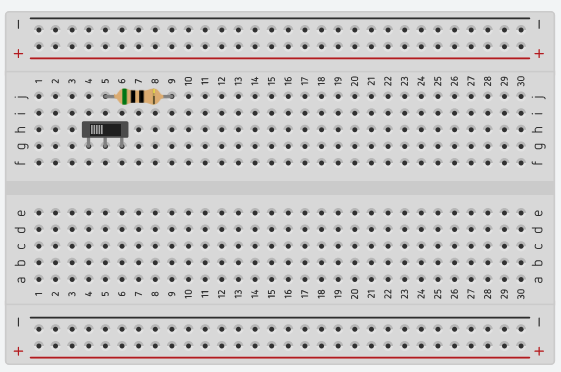 − −
+ +
1 2 3 4 5 6 7 8 9 10 11 12 13 14 15 16 17 18 19 20 21 22 23 24 25 26 27 28 29 30
j j
i i
h h
g g
f f
e e
d d
c c
b b
a a
1 2 3 4 5 6 7 8 9 10 11 12 13 14 15 16 17 18 19 20 21 22 23 24 25 26 27 28 29 30
− −
+ +